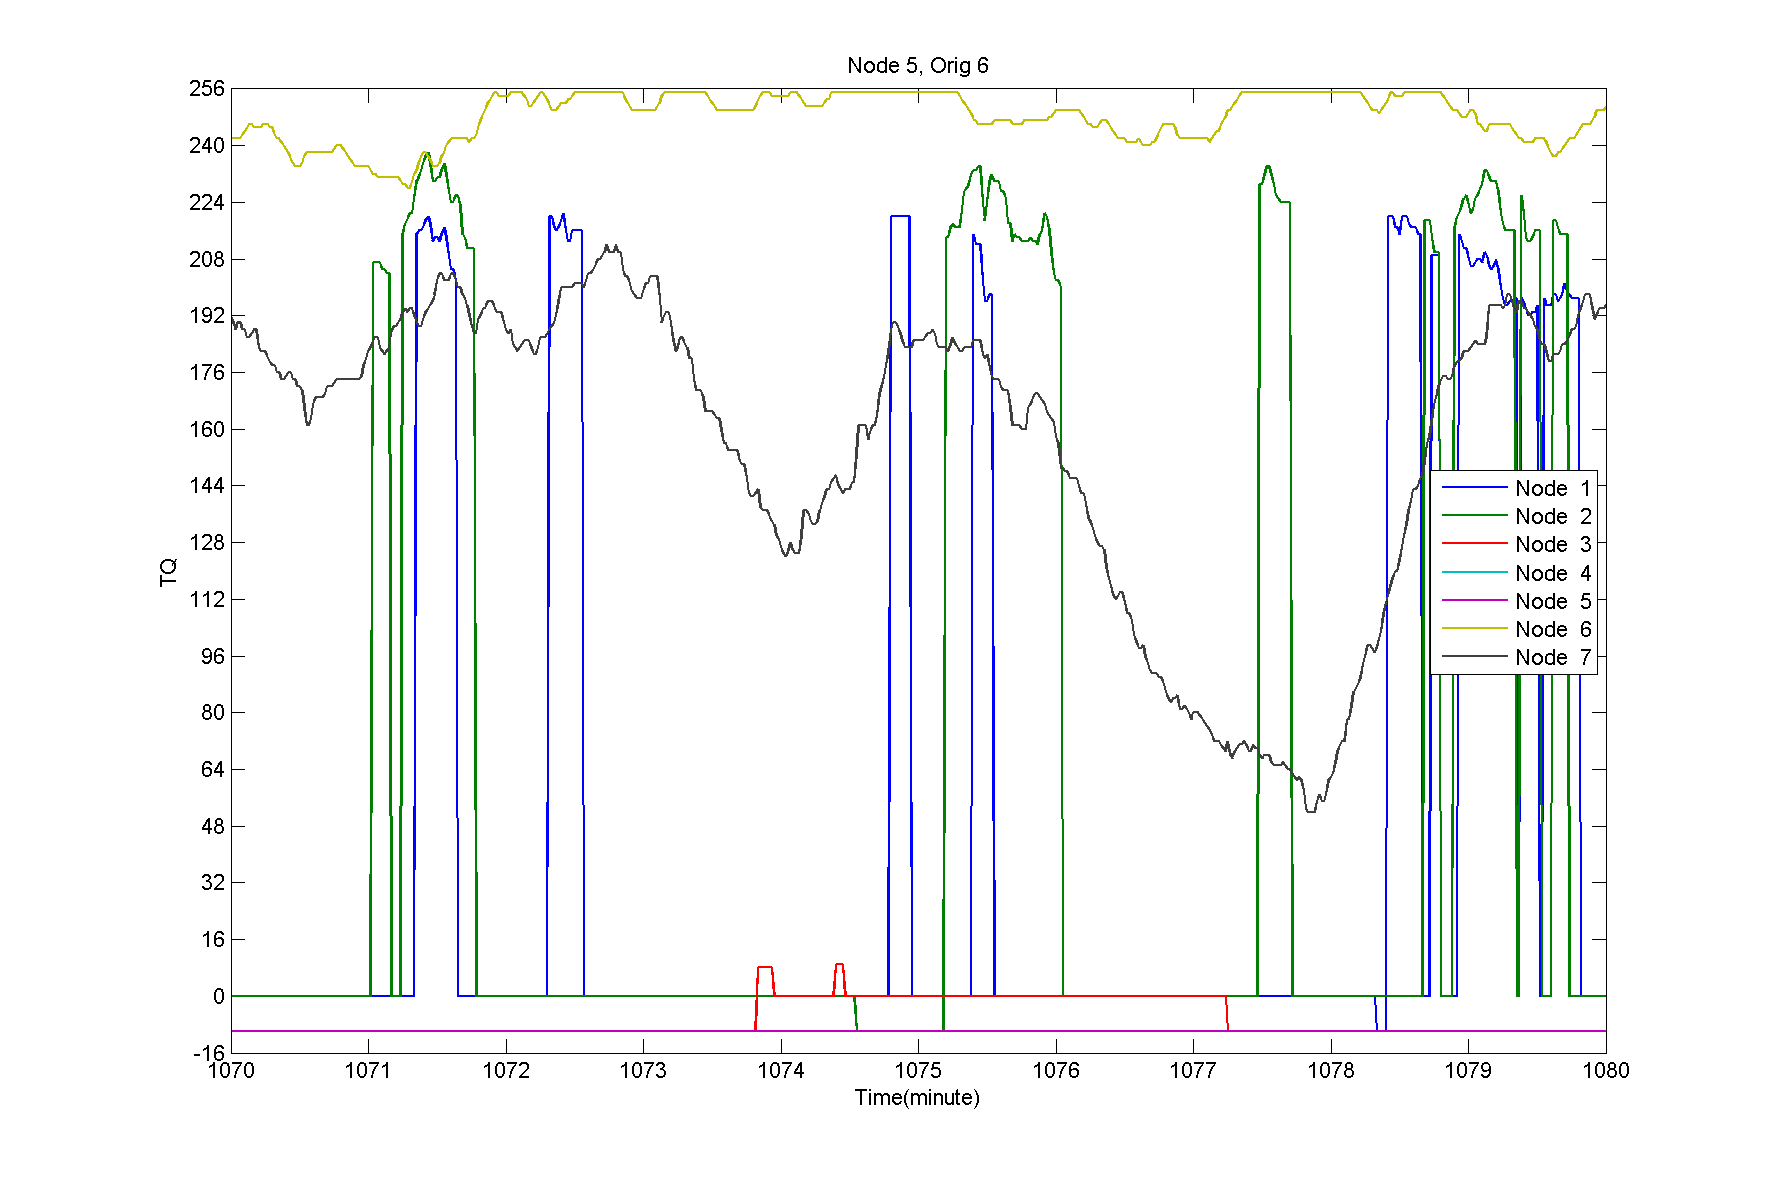 Node 5, Orig 6
256
240
224
208
192
176
160
144
128
112
96
80
64
48
32
16
0
-16
TQ
Node 1
Node 2
Node 3
Node 4
Node 5
Node 6
Node 7
1070 1071 1072 1073 1074 1075 1076 1077 1078 1079 1080
Time(minute)